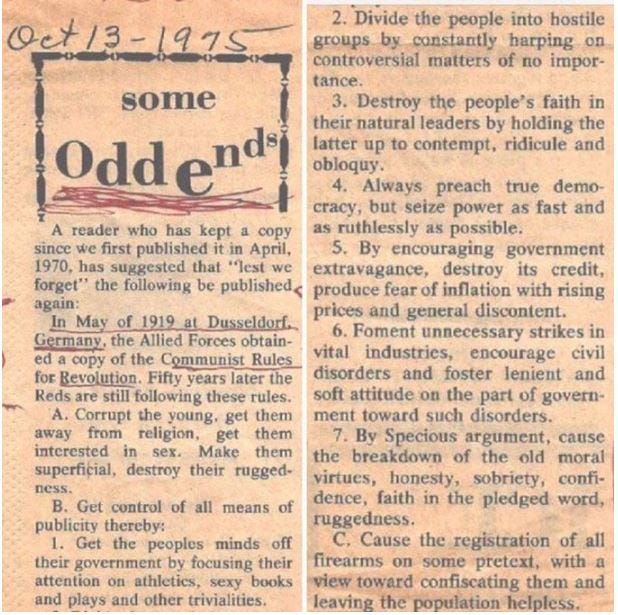 Oct 13-1975
some
Odd ends
A reader who has kept a copy
since we first published it in April,
1970, has suggested that "lest we
forget" the following be published
again:
In May of 1919 at Dusseldorf,
Germany, the Allied Forces obtain-
ed a copy of the Communist Rules
for Revolution. Fifty years later the
Reds are still following these rules.
A. Corrupt the young, get them
away from religion, get them
interested in sex. Make them
superficial, destroy their rugged-
ness.
B. Get control of all means of
publicity thereby:
1. Get the peoples minds off
their government by focusing their
attention on athletics, sexy books
and plays and other trivialities.
2. Divide the people into hostile
groups by constantly harping on
controversial matters of no impor-
tance.
3. Destroy the people's faith in
their natural leaders by holding the
latter up to contempt, ridicule and
obloquy.
4. Always preach true demo-
cracy, but seize power as fast and
as ruthlessly as possible.
5. By encouraging government
extravagance, destroy its credit,
produce fear of inflation with rising
prices and general discontent.
6. Foment unnecessary strikes in
vital industries, encourage civil
disorders and foster lenient and
soft attitude on the part of govern-
ment toward such disorders.
7. By Specious argument, cause
the breakdown of the old moral
virtues, honesty, sobriety, confi-
dence, faith in the pledged word,
ruggedness.
C. Cause the registration of all
firearms on some pretext, with a
view toward confiscating them and
leaving the population helpless.